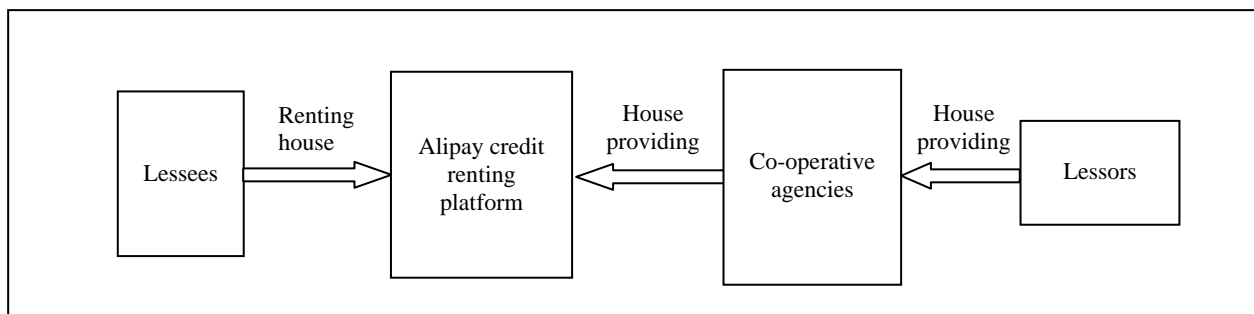 Lessees
Renting
house
Alipay credit
renting
platform
House
providing
Co-operative
agencies
House
providing
Lessors